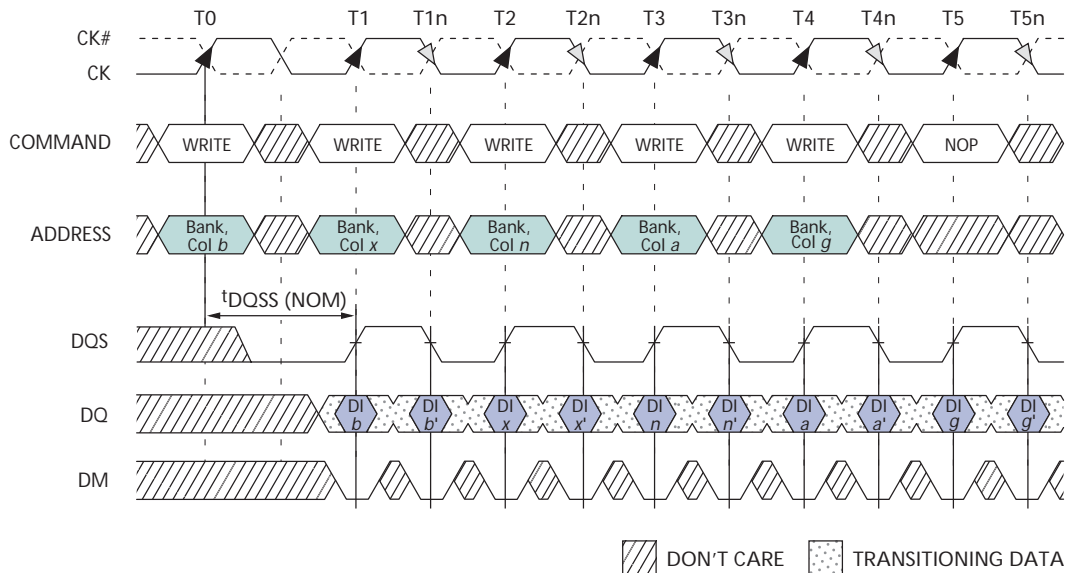 T0 T1 T1n T2 T2n T3 T3n T4 T4n T5 T5n
CK#
CK
COMMAND WRITE WRITE WRITE WRITE WRITE NOP
ADDRESS Bank, Col b Bank, Col x Bank, Col n Bank, Col a Bank, Col g
tDQSS (NOM)
DQS
DQ DI b DI b' DI x DI x' DI n DI n' DI a DI a' DI g DI g'
DM
DON'T CARE TRANSITIONING DATA